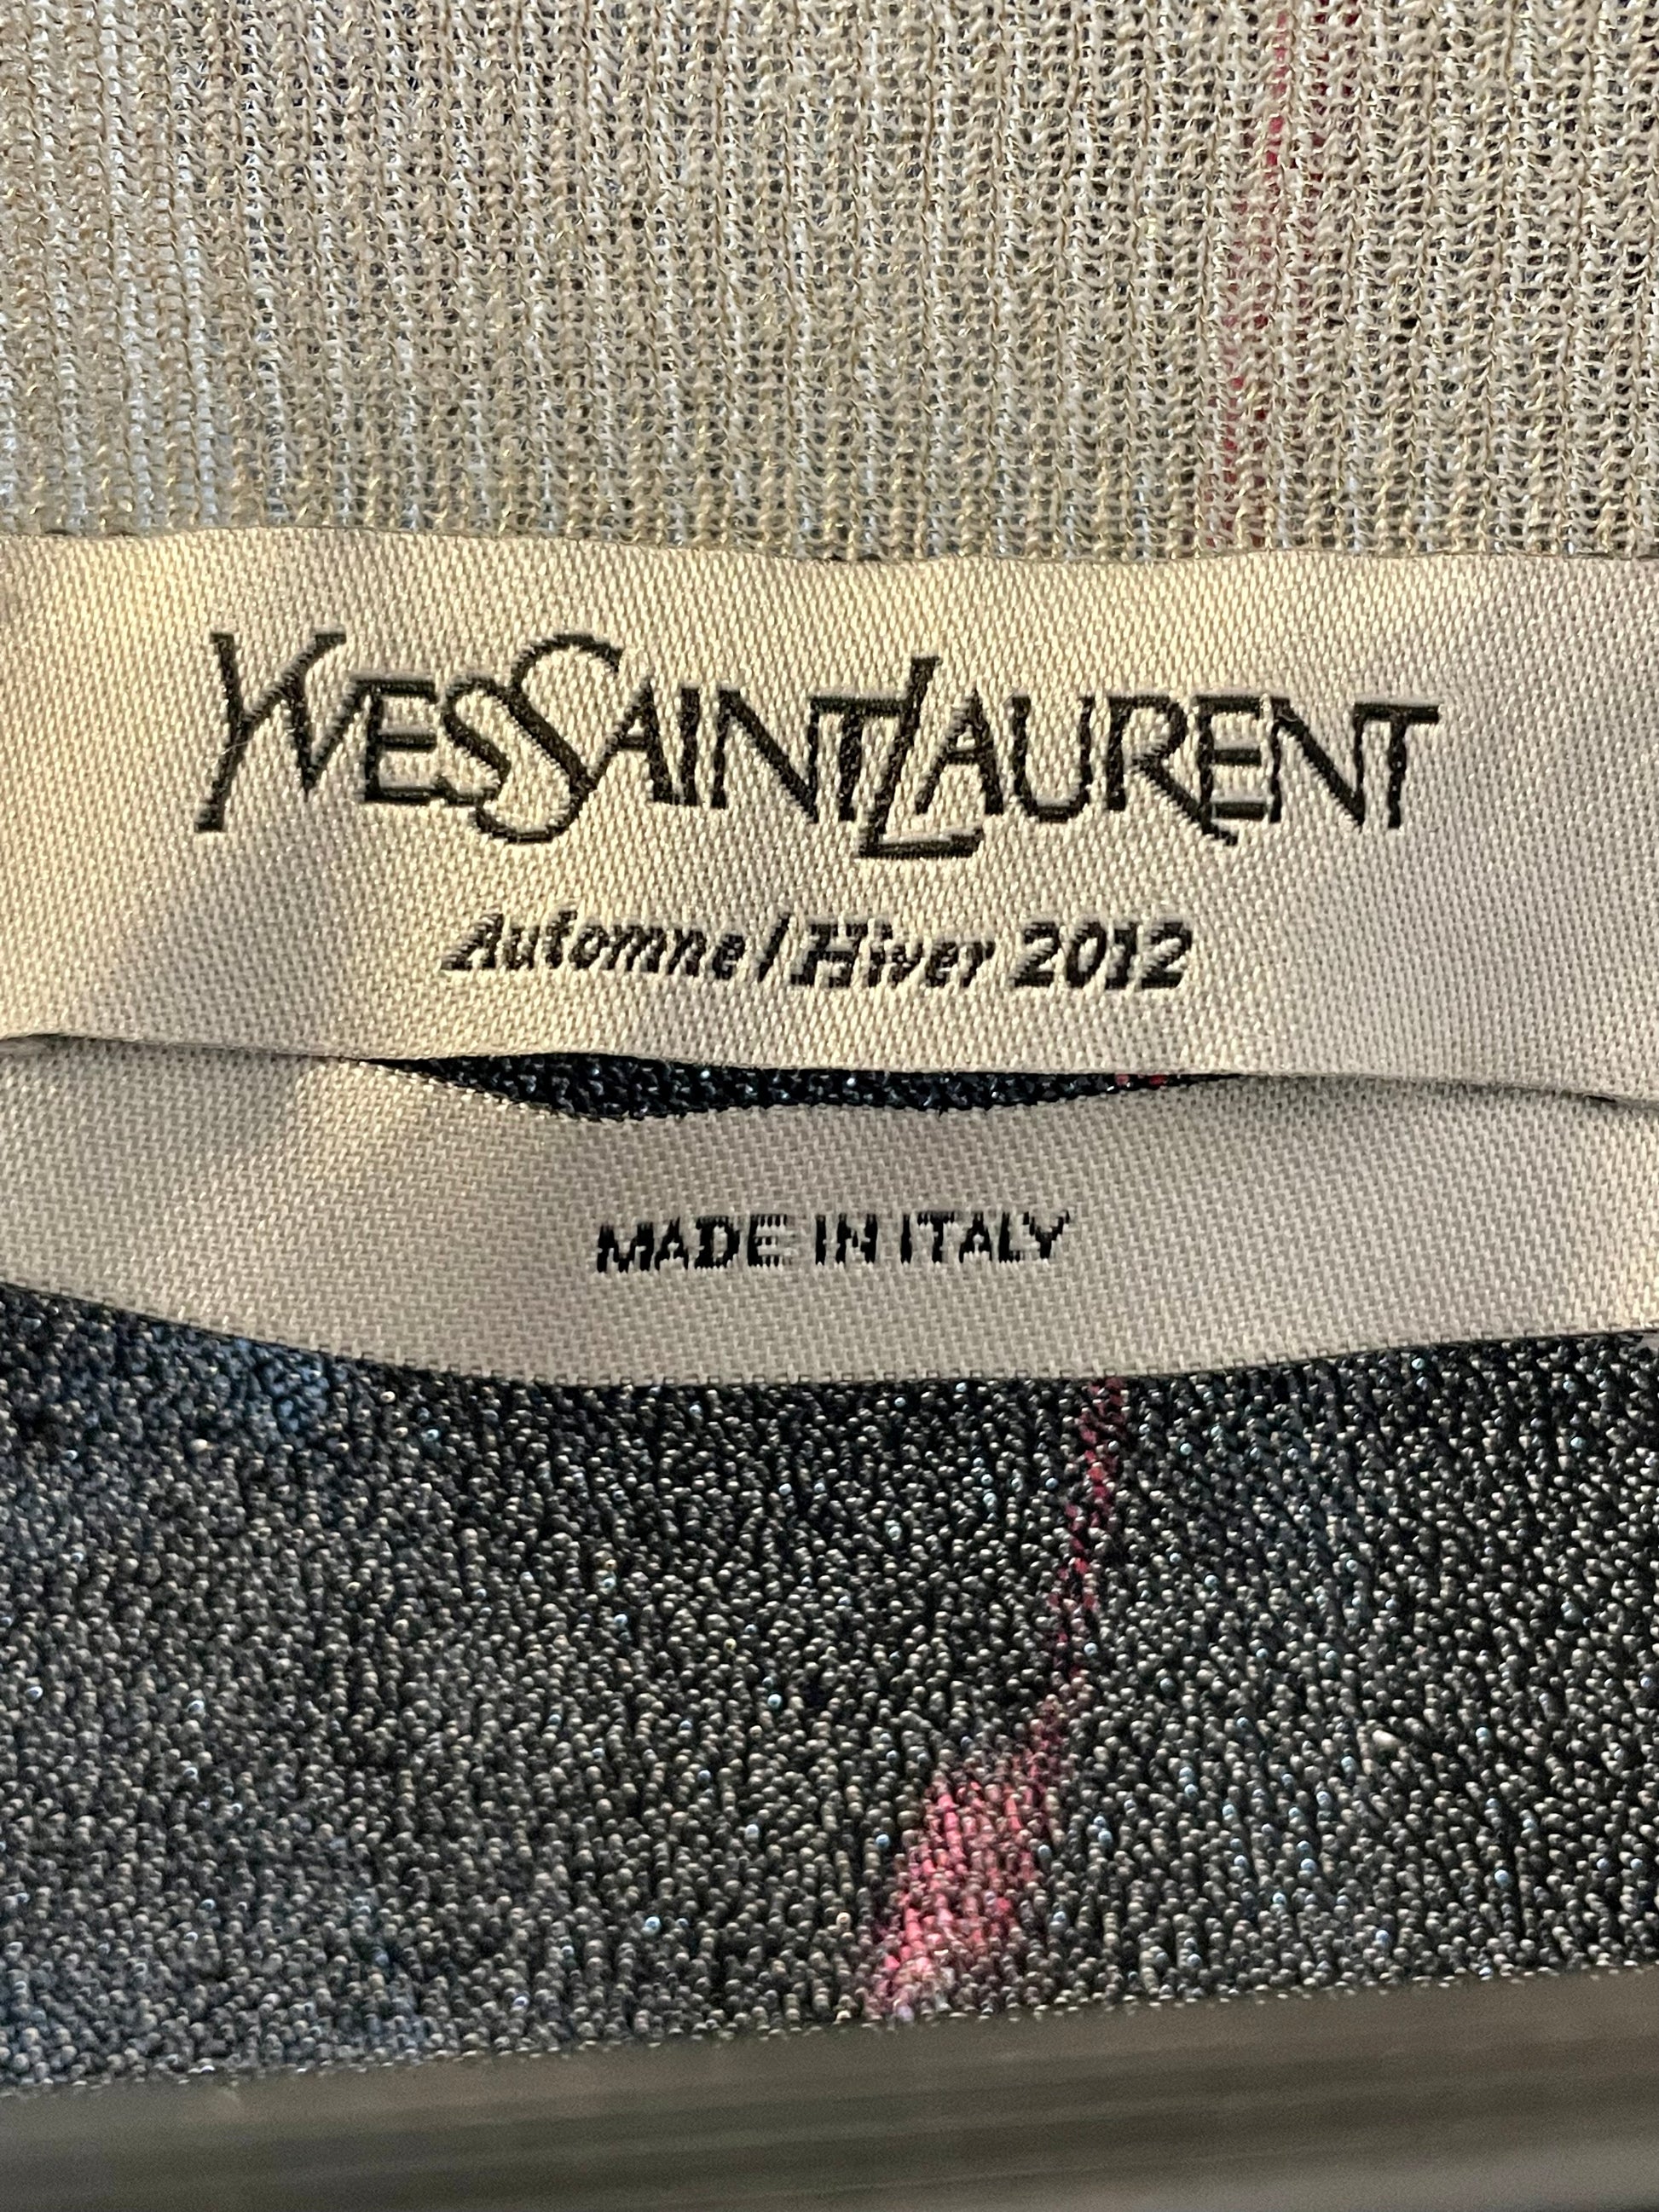 YVESSAINTLAURENT
Automne/Hiver 2012
MADE IN ITALY